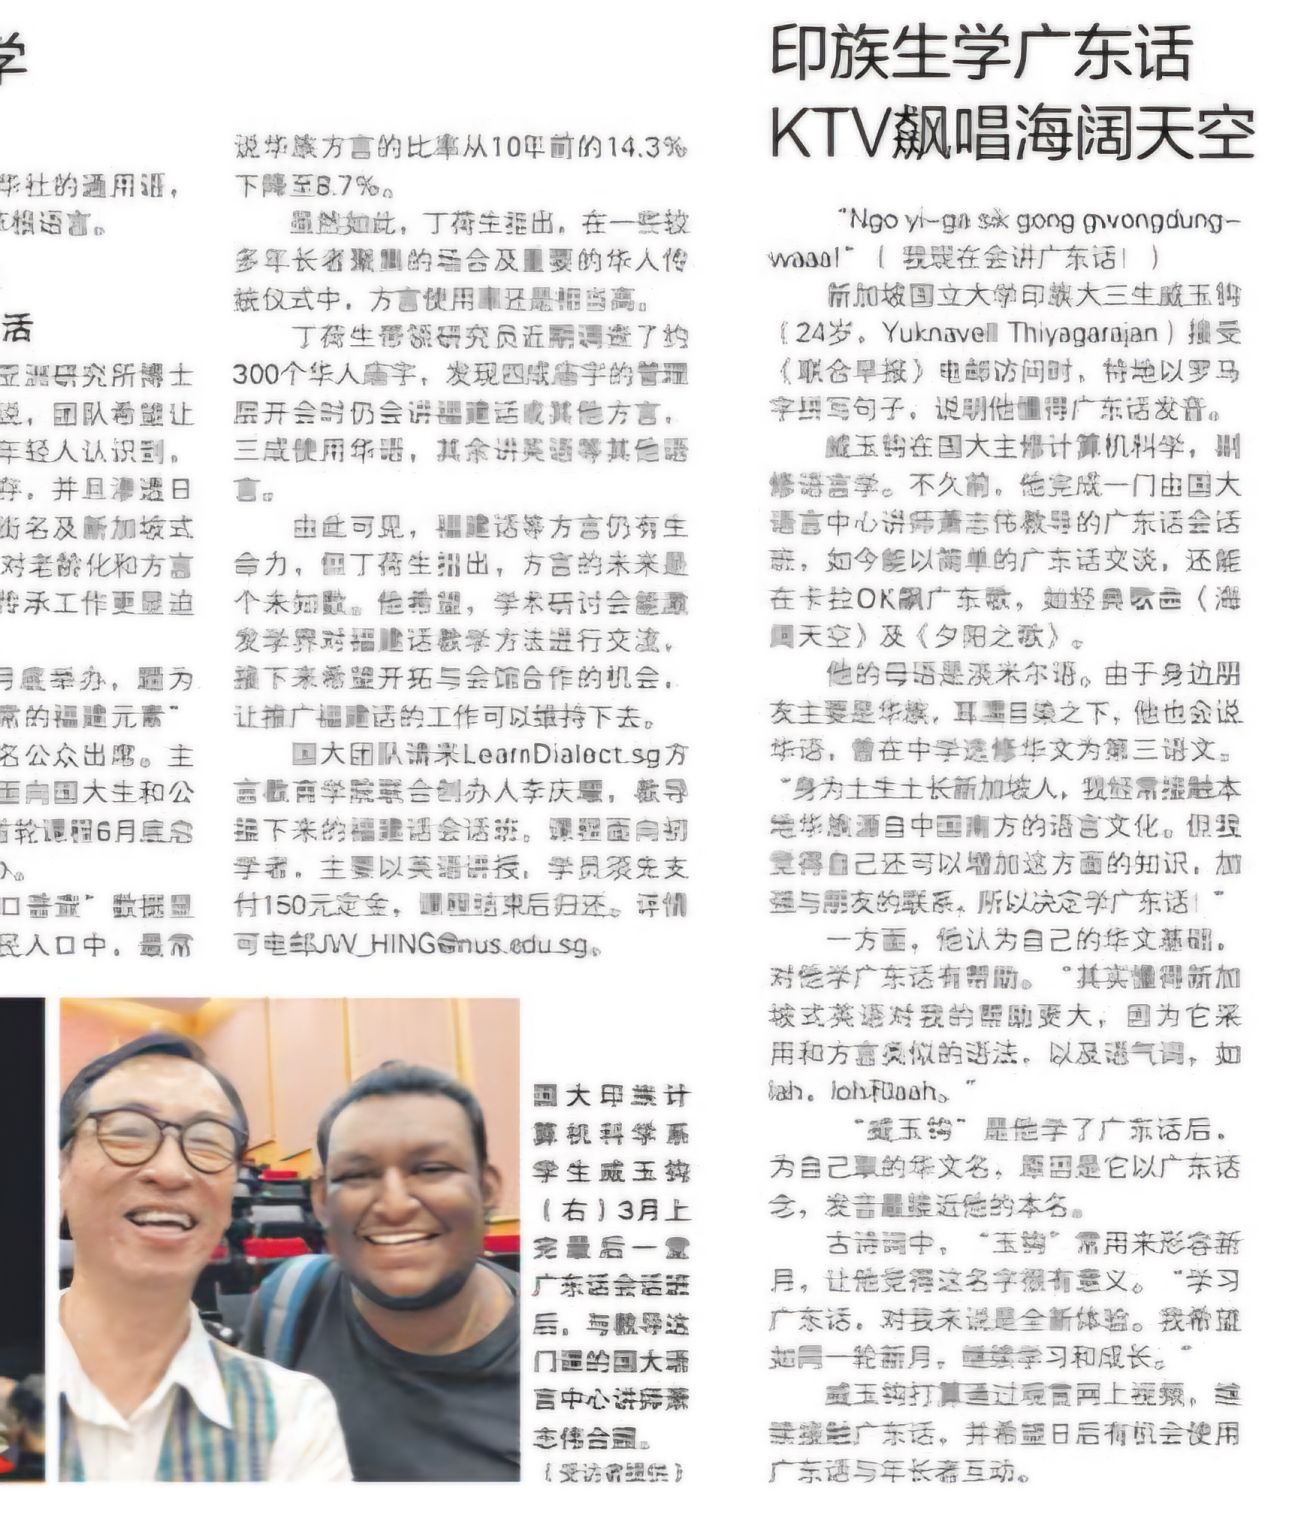 学
华社的通用语，
活
亚洲研究所博士
说，团队希望让
年轻人认识到，
存，并且渗透日
街名及新加坡式
对老龄化和方言
传承工作更显迫
月底举办，题为
常的福建元素”
名公众出席。主
面向国大生和公
首轮课程6月底启
办。
口普查”数据显
民人口中，最常
说华族方言的比率从10年前的14.3%
下降至8.7%。
虽然如此，丁荷生指出，在一些较
多年长者聚集的场合及重要的华人传
统仪式中，方言使用率还是相当高。
丁荷生带领研究员近期调查了约
300个华人庙宇，发现四成庙宇的管理
层开会时仍会讲福建话或其他方言，
三成使用华语，其余讲英语等其他语
言。
由此可见，福建话等方言仍有生
命力，但丁荷生指出，方言的未来是
个未知数。他希望，学术研讨会能激
发学界对福建话教学方法进行交流，
接下来希望开拓与会馆合作的机会，
让推广福建话的工作可以维持下去。
国大团队请来LearnDialect.sg方
言教育学院联合创办人李庆 ，教导
接下来的福建话会话班。课程面向初
学者，主要以英语讲授，学员须先支
付150元定金，课程结束后归还。详情
可电邮JW_HING@nus.edu.sg。
国大印族计
算机科学系
学生戚玉钩
（右）3月上
完最后一堂
广东话会话班
后，与教导这
门课的国大语
言中心讲师萧
志伟合照。
（受访者提供）
印族生学广东话
KTV飙唱海阔天空
“Ngo yi-ga sik gong gwongdung-
waaa!”（我现在会讲广东话！）
新加坡国立大学印族大三生戚玉钩
（24岁，Yuknavell Thiyagarajan）接受
《联合早报》电邮访问时，特地以罗马
字拼写句子，说明他懂得广东话发音。
戚玉钩在国大主修计算机科学，副
修语言学。不久前，他完成一门由国大
语言中心讲师萧志伟教导的广东话会话
班，如今能以简单的广东话交谈，还能
在卡拉OK飙广东歌，如经典歌曲《海
阔天空》及《夕阳之歌》。
他的母语是淡米尔语。由于身边朋
友主要是华族，耳濡目染之下，他也会说
华语，曾在中学选修华文为第三语文。
“身为土生土长新加坡人，我经常接触本
地华族源自中国南方的语言文化。但我
觉得自己还可以增加这方面的知识，加
强与朋友的联系，所以决定学广东话！”
一方面，他认为自己的华文基础，
对他学广东话有帮助。“其实懂得新加
坡式英语对我的帮助更大，因为它采
用和方言类似的语法，以及语气词，如
lah，loh和aah。”
“戚玉钩”是他学了广东话后，
为自己取的华文名，原因是它以广东话
念，发音最接近他的本名。
古诗词中，“玉钩”常用来形容新
月，让他觉得这名字很有意义。“学习
广东话，对我来说是全新体验。我希望
如同一轮新月，继续学习和成长。”
戚玉钩打算通过观看网上视频，继
续接触广东话，并希望日后有机会使用
广东话与年长者互动。